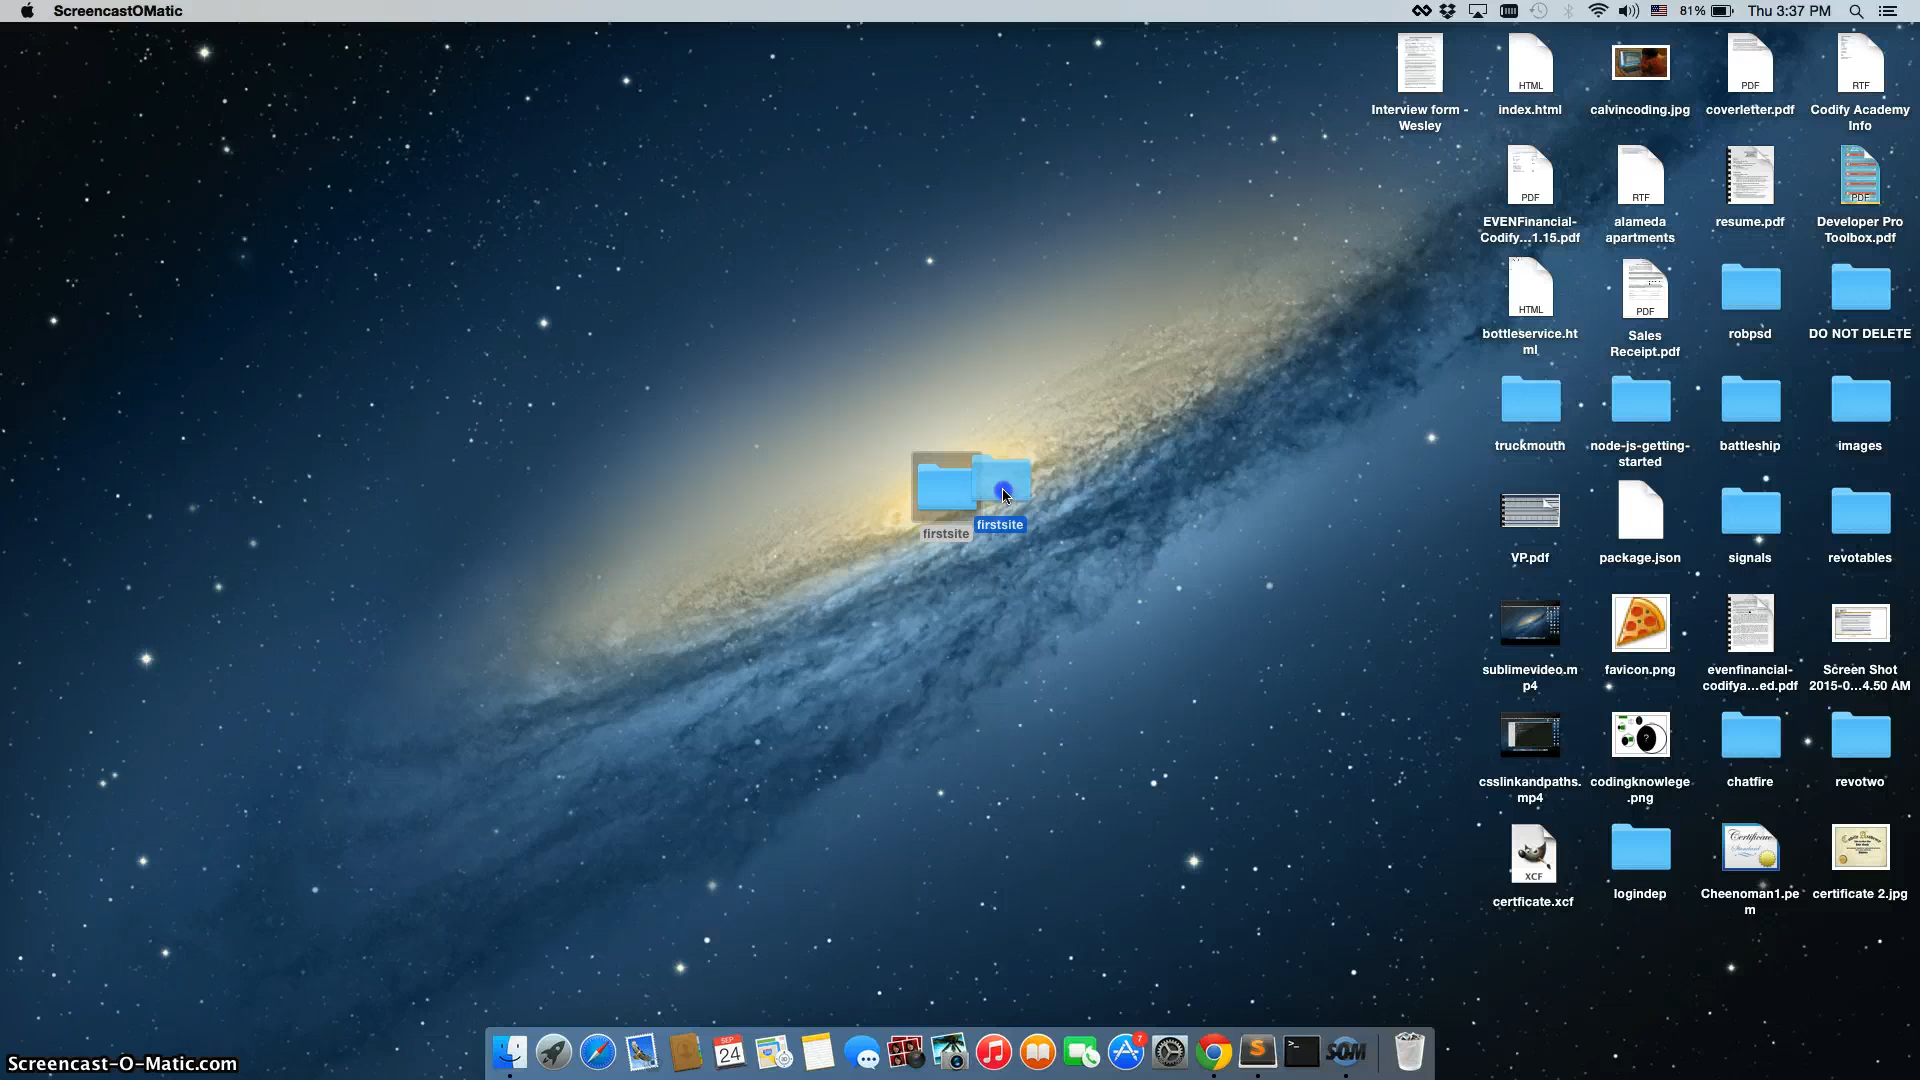 ScreencastOMatic
81%
Thu 3:37 PM
Interview form -
Wesley
HTML
index.html
calvincoding.jpg
PDF
coverletter.pdf
RTF
Codify Academy
Info
PDF
EVENFinancial-
Codify...1.15.pdf
RTF
alameda
apartments
resume.pdf
PDF
Developer Pro
Toolbox.pdf
HTML
bottleservice.ht
ml
PDF
Sales
Receipt.pdf
robpsd
DO NOT DELETE
truckmouth
node-js-getting-
started
battleship
images
firstsite
firstsite
VP.pdf
package.json
signals
revotables
sublimevideo.m
p4
favicon.png
evenfinancial-
codifya...ed.pdf
Screen Shot
2015-0...4.50 AM
csslinkandpaths.
mp4
?
codingknowlege
.png
chatfire
revotwo
XCF
certficate.xcf
logindep
Certificate
Standard
Cheenoman1.pe
m
certificate 2.jpg
SEP
24
7
S
>_
SOM
Screencast-O-Matic.com